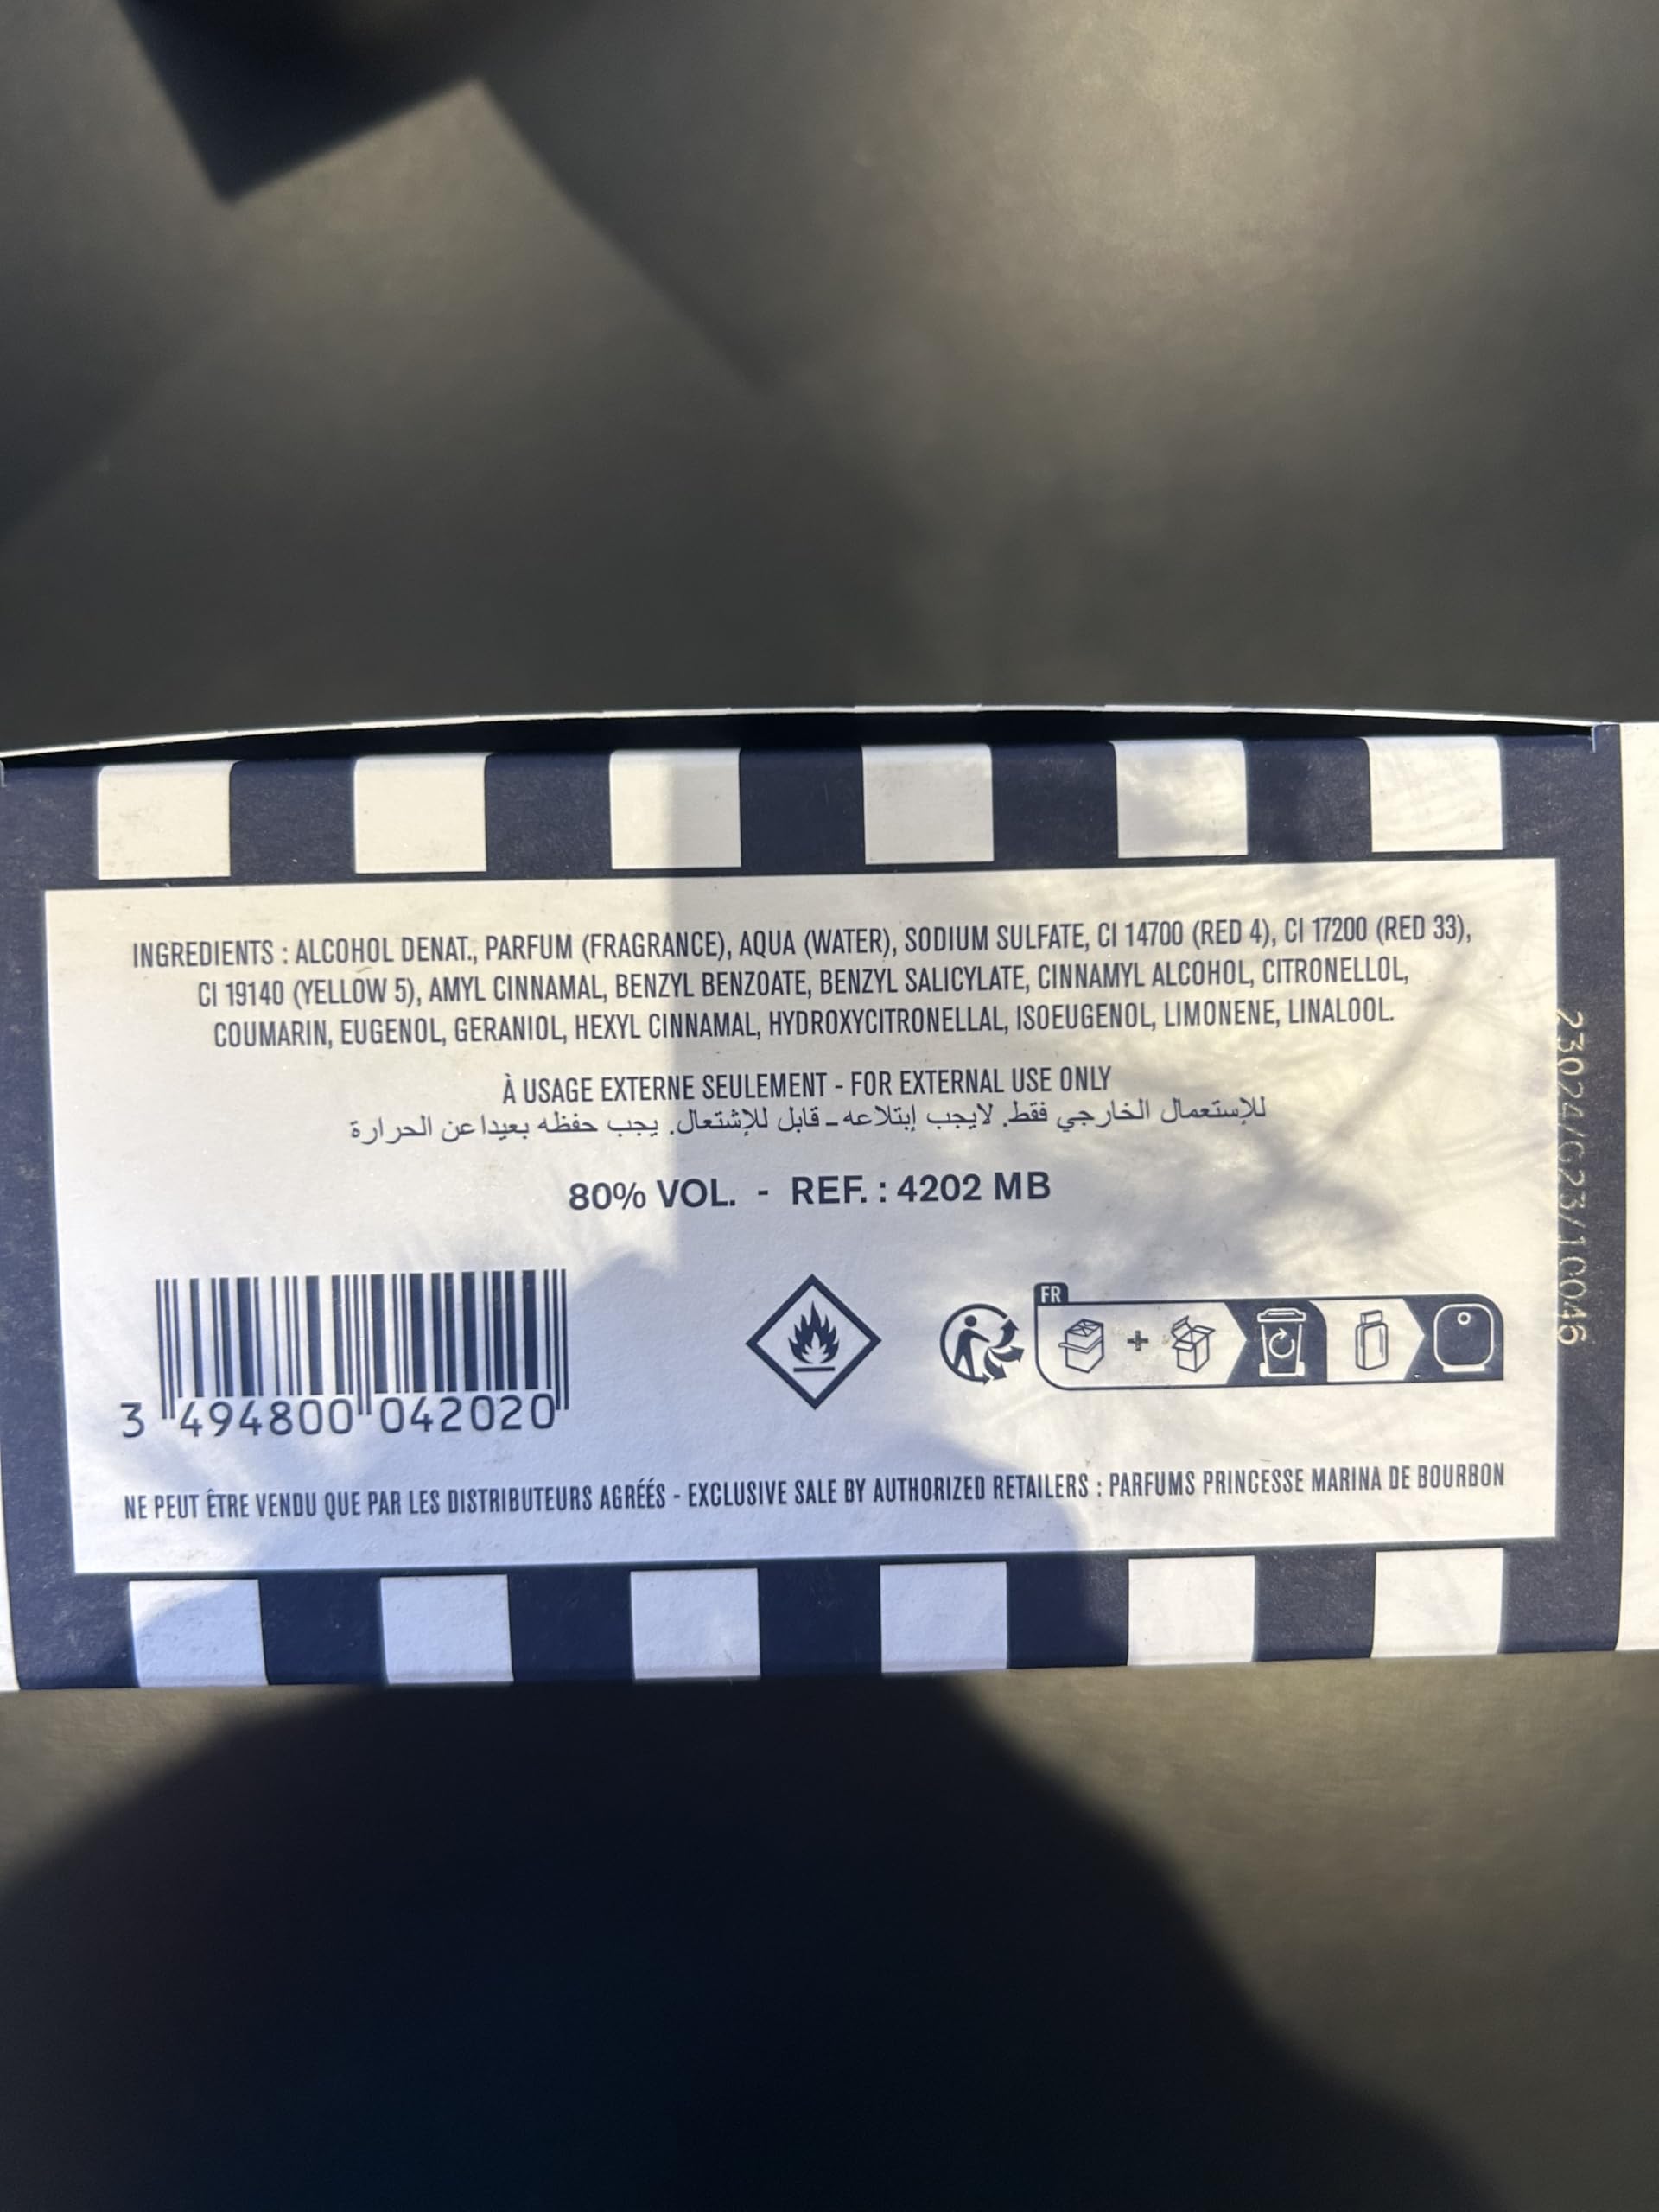 INGREDIENTS : ALCOHOL DENAT., PARFUM (FRAGRANCE), AQUA (WATER), SODIUM SULFATE, CI 14700 (RED 4), CI 17200 (RED 33),
CI 19140 (YELLOW 5), AMYL CINNAMAL, BENZYL BENZOATE, BENZYL SALICYLATE, CINNAMYL ALCOHOL, CITRONELLOL,
COUMARIN, EUGENOL, GERANIOL, HEXYL CINNAMAL, HYDROXYCITRONELLAL, ISOEUGENOL, LIMONENE, LINALOOL.
À USAGE EXTERNE SEULEMENT - FOR EXTERNAL USE ONLY
للإستعمال الخارجي فقط. لايجب إبتلاعه - قابل للإشتعال. يجب حفظه بعيدا عن الحرارة
80% VOL. - REF. : 4202 MB
FR
3 494800 042020
NE PEUT ÊTRE VENDU QUE PAR LES DISTRIBUTEURS AGRÉÉS - EXCLUSIVE SALE BY AUTHORIZED RETAILERS : PARFUMS PRINCESSE MARINA DE BOURBON